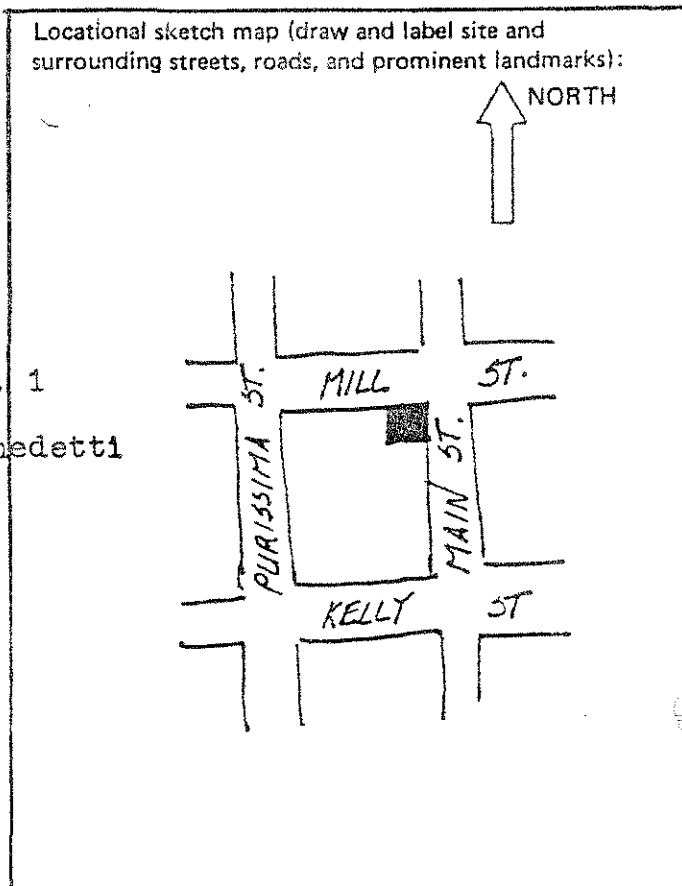 Locational sketch map (draw and label site and
surrounding streets, roads, and prominent landmarks):
NORTH
1
nedetti
MILL ST.
PURISSIMA ST.
MAIN ST.
KELLY ST